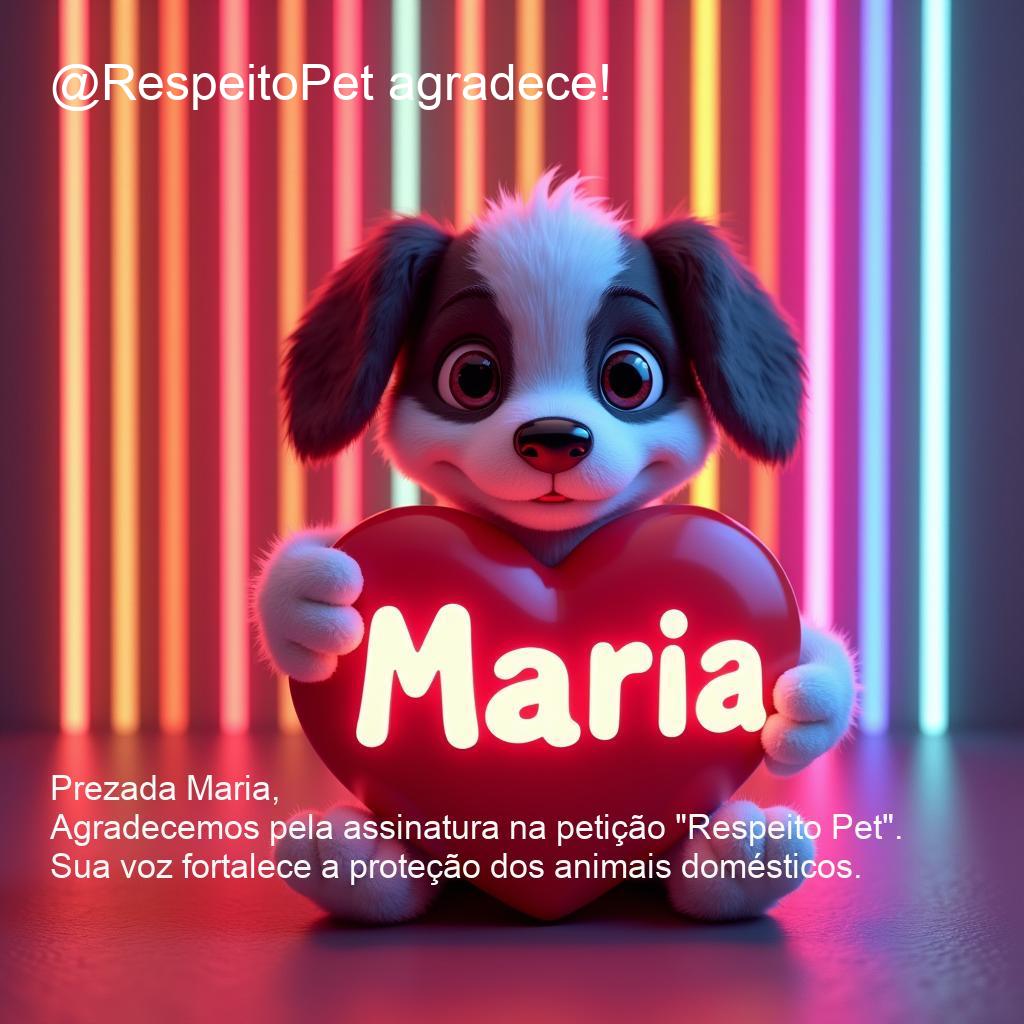 @RespeitoPet agradece!
Maria
Prezada Maria,
Agradecemos pela assinatura na petição "Respeito Pet".
Sua voz fortalece a proteção dos animais domésticos.